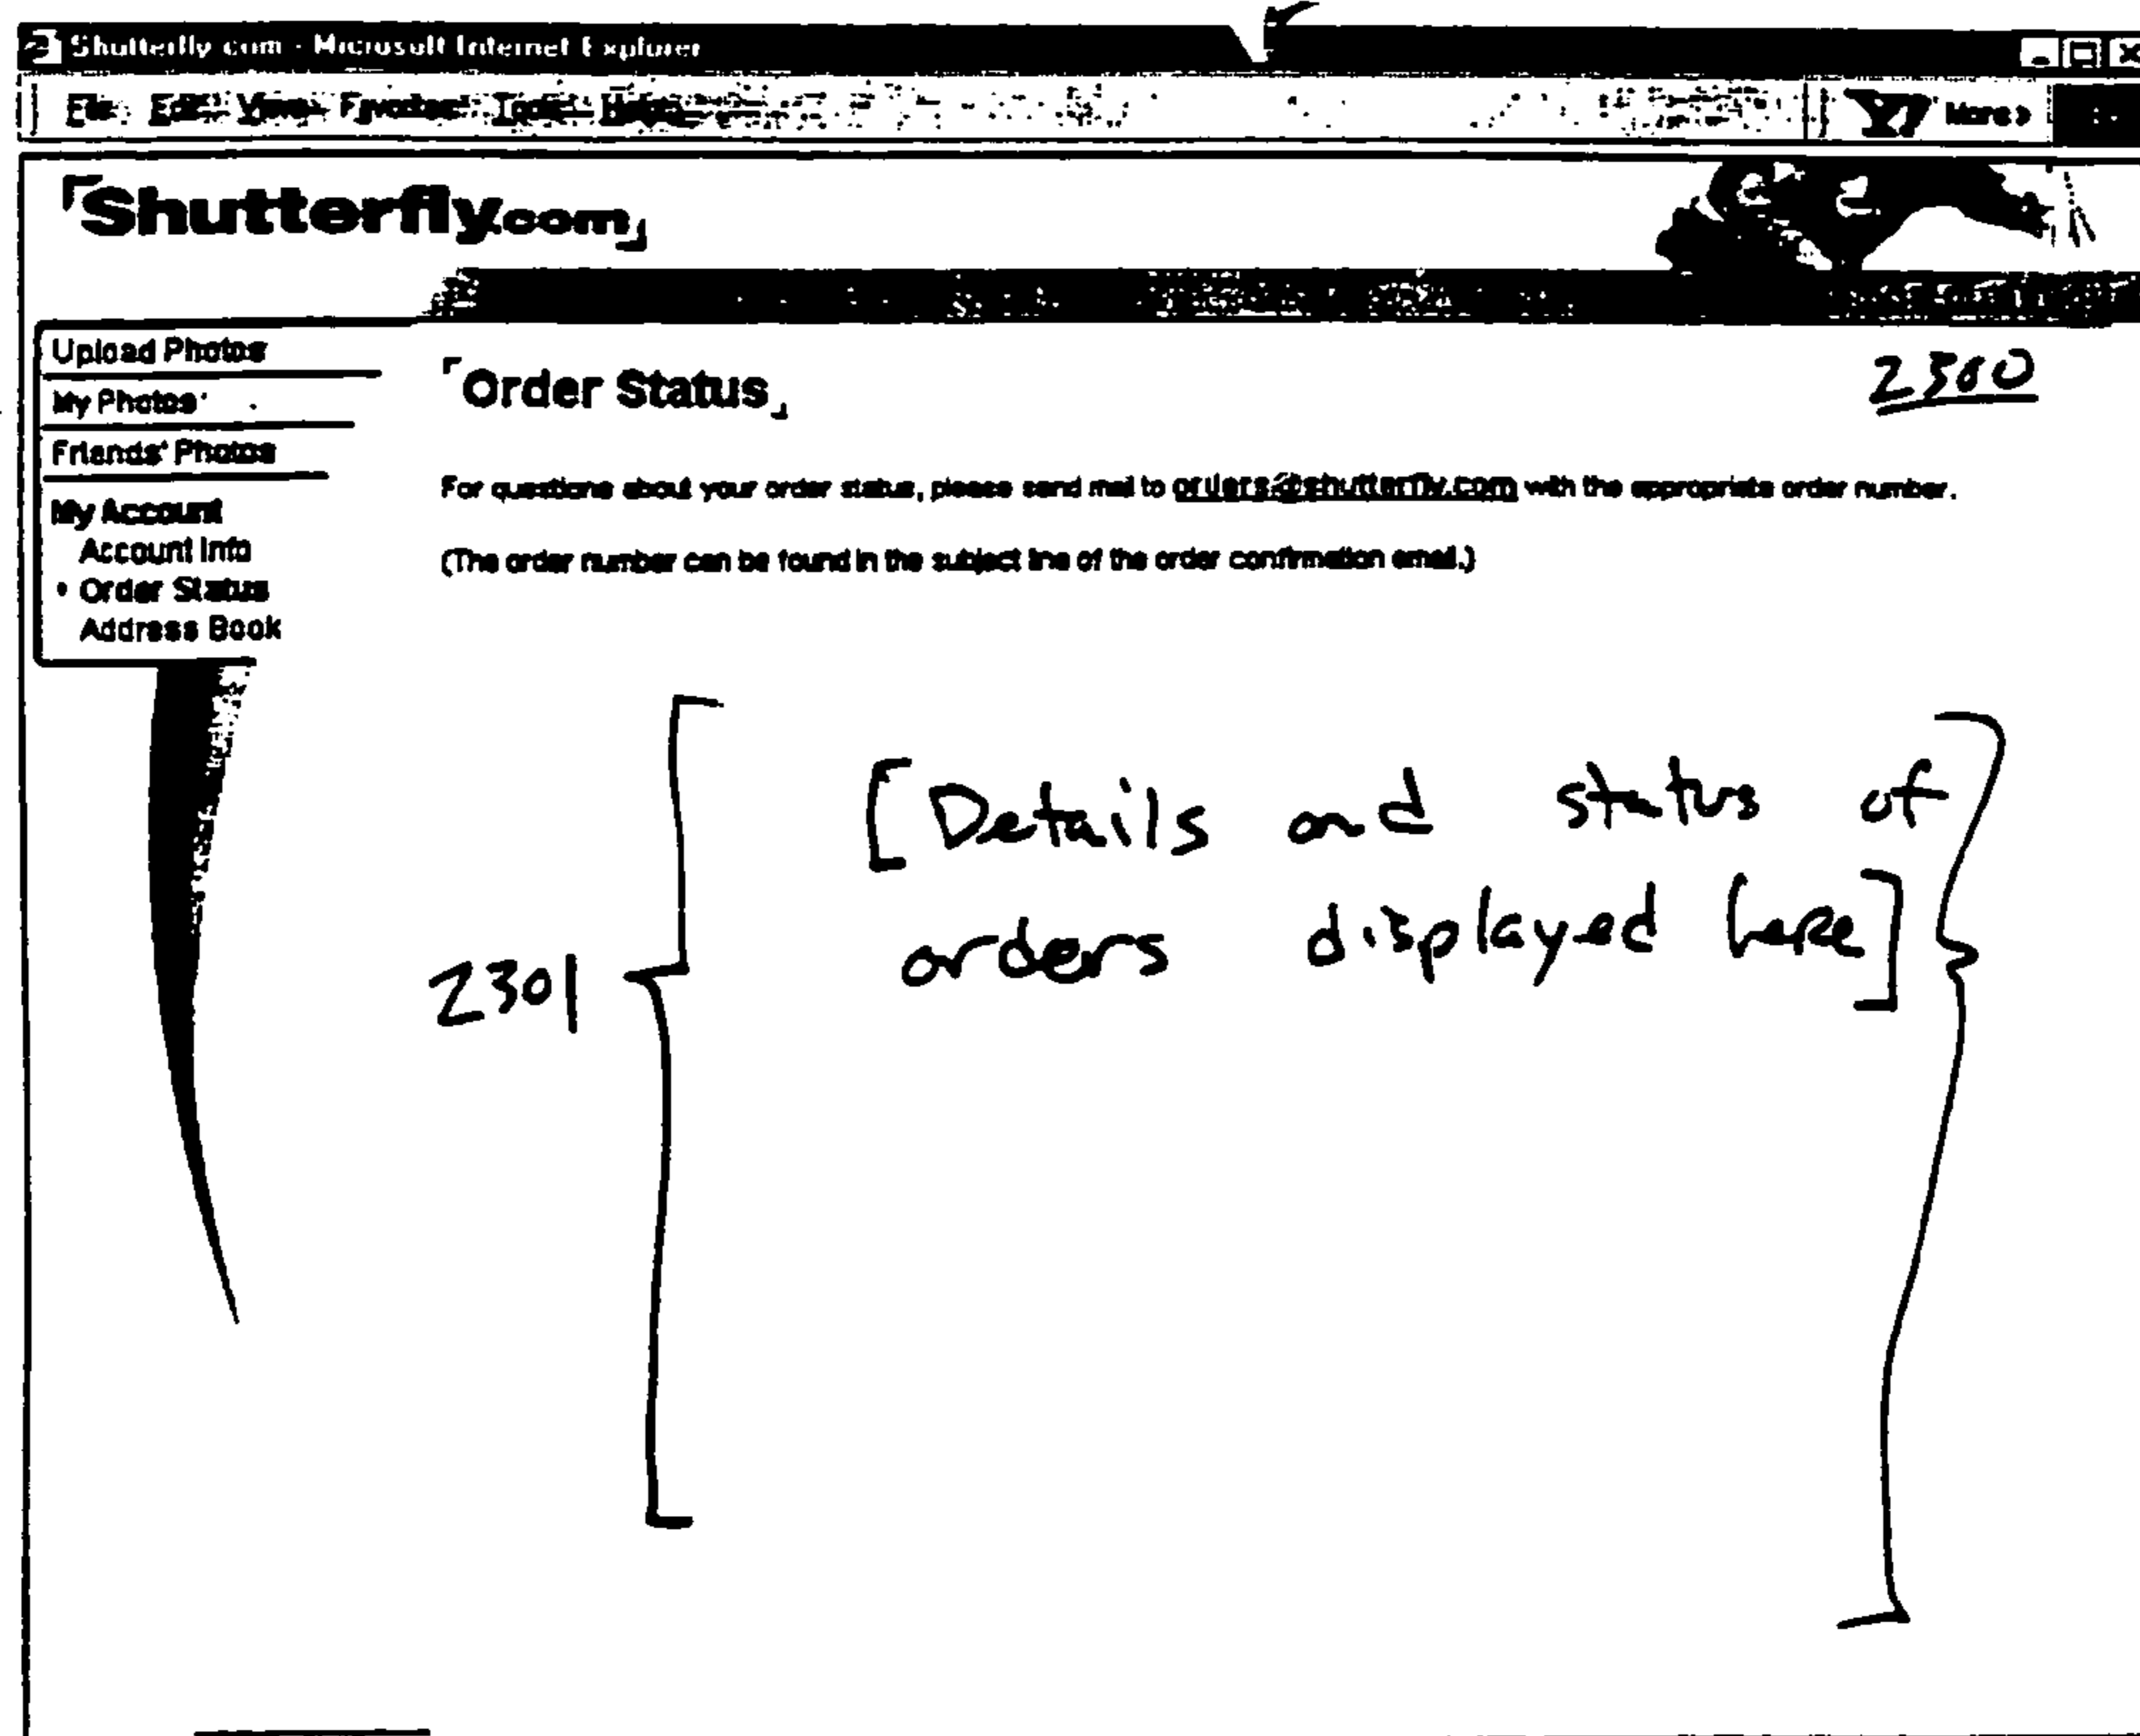 Shutterfly.com - Microsoft Internet Explorer
File Edit View Favorites Tools Help
More »
Shutterfly.com
Upload Photos
My Photos
Friends' Photos
My Account
Account Info
• Order Status
Address Book
Order Status
2300
For questions about your order status, please send mail to orders@shutterfly.com with the appropriate order number.
(The order number can be found in the subject line of the order confirmation email.)
[Details and status of
orders displayed here]
2301